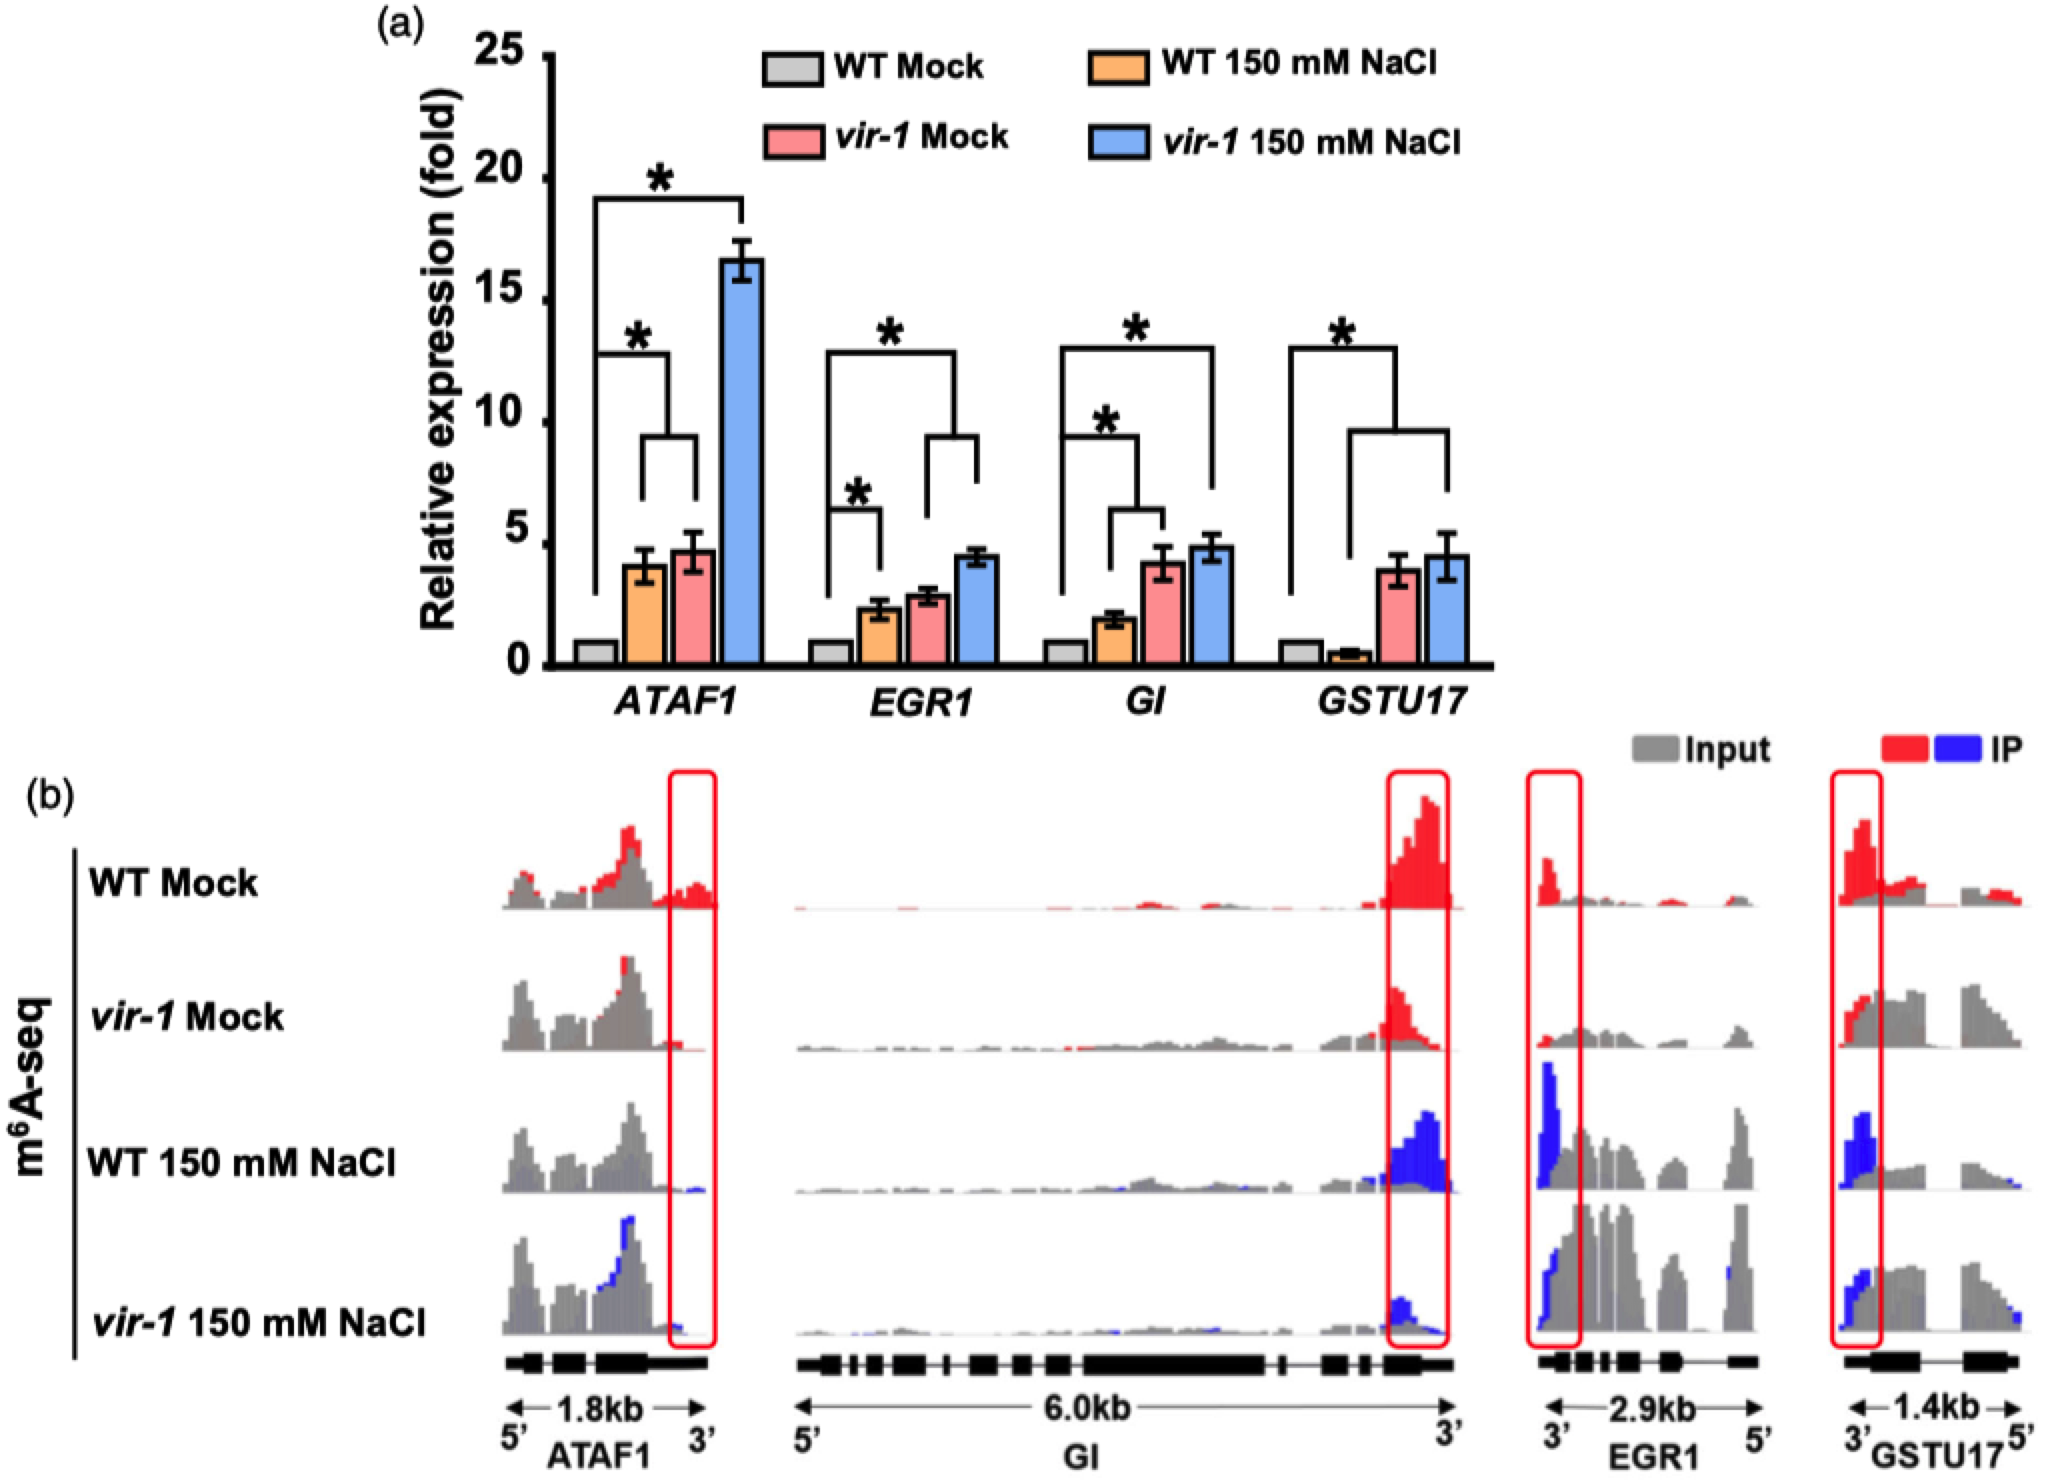 (a)
25
20
15
10
5
0
Relative expression (fold)
WT Mock
WT 150 mM NaCl
vir-1 Mock
vir-1 150 mM NaCl
*
*
*
*
*
*
*
ATAF1
EGR1
GI
GSTU17
Input
IP
(b)
m⁶A-seq
WT Mock
vir-1 Mock
WT 150 mM NaCl
vir-1 150 mM NaCl
1.8kb
6.0kb
2.9kb
1.4kb
5’ 3’
5’ 3’
3’ 5’
3’ 5’
ATAF1
GI
EGR1
GSTU17